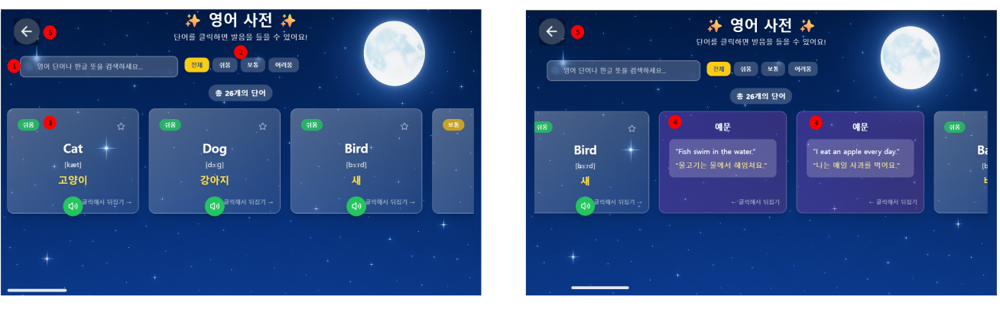 ✨ 영어 사전 ✨
단어를 클릭하면 발음을 들을 수 있어요!
5
1
영어 단어나 한글 뜻을 검색하세요...
2
전체 쉬움 보통 어려움
총 26개의 단어
쉬움 3
Cat
[kæt]
고양이
클릭해서 뒤집기 →
쉬움
Dog
[dɔːg]
강아지
클릭해서 뒤집기 →
쉬움
Bird
[bɜːrd]
새
클릭해서 뒤집기 →
보통
✨ 영어 사전 ✨
단어를 클릭하면 발음을 들을 수 있어요!
5
영어 단어나 한글 뜻을 검색하세요...
전체 쉬움 보통 어려움
총 26개의 단어
쉬움
Bird
[bɜːrd]
새
클릭해서 뒤집기 →
4
예문
"Fish swim in the water."
"물고기는 물에서 헤엄쳐요."
← 클릭해서 뒤집기
4
예문
"I eat an apple every day."
"나는 매일 사과를 먹어요."
← 클릭해서 뒤집기
쉬움
Ba